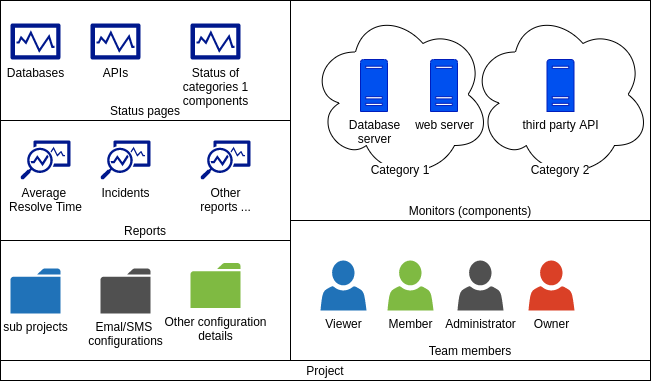 Databases
APIs
Status of
categories 1
components
Status pages
Average
Resolve Time
Incidents
Other
reports ...
Reports
sub projects
Emal/SMS
configurations
Other configuration
details
Database
server
web server
Category 1
third party API
Category 2
Monitors (components)
Viewer
Member
Administrator
Owner
Team members
Project